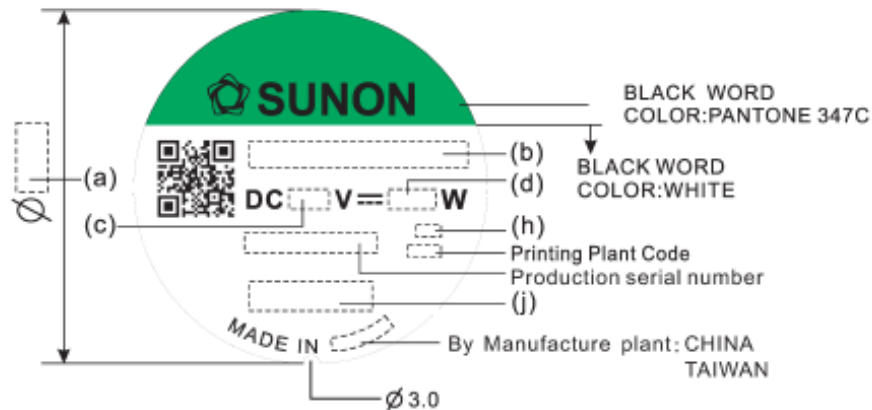 SUNON
BLACK WORD
COLOR:PANTONE 347C
(b)
BLACK WORD
COLOR:WHITE
(a)
Ø
(d)
DC V W
(c)
(h)
Printing Plant Code
Production serial number
(j)
MADE IN
By Manufacture plant: CHINA
TAIWAN
Ø 3.0